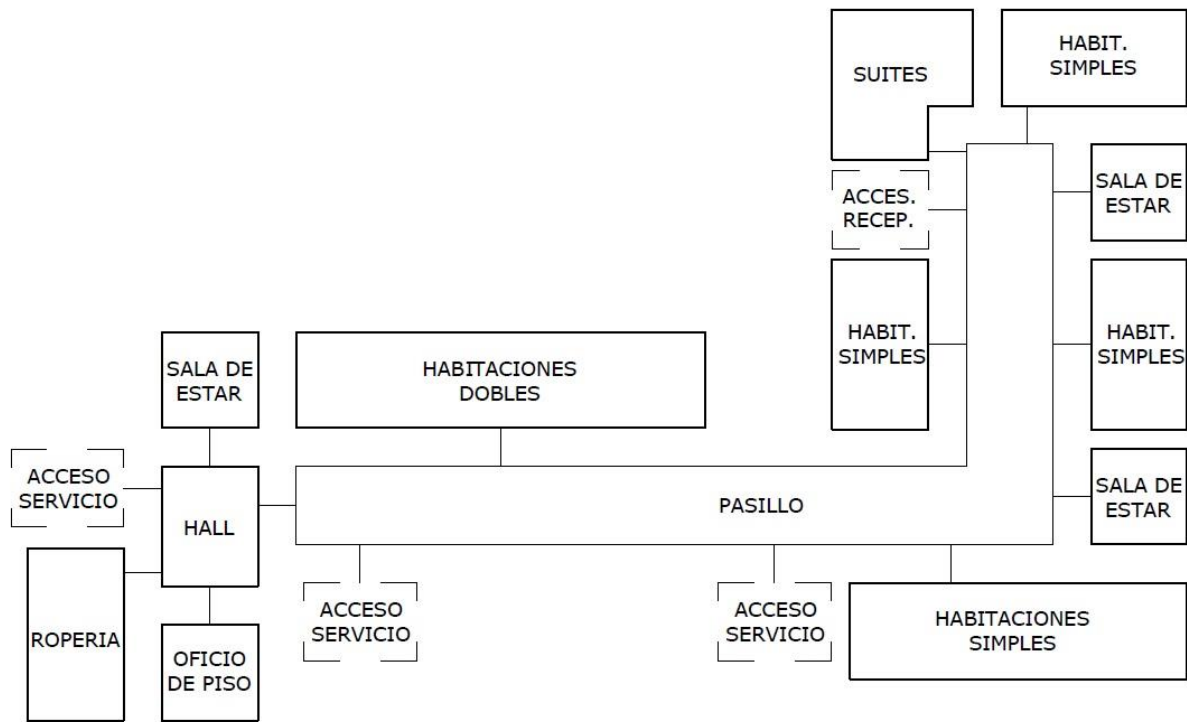 SUITES
HABIT.
SIMPLES
ACCES.
RECEP.
SALA DE
ESTAR
HABIT.
SIMPLES
HABIT.
SIMPLES
SALA DE
ESTAR
HABITACIONES
DOBLES
ACCESO
SERVICIO
HALL
PASILLO
SALA DE
ESTAR
ROPERIA
OFICIO
DE PISO
ACCESO
SERVICIO
ACCESO
SERVICIO
HABITACIONES
SIMPLES